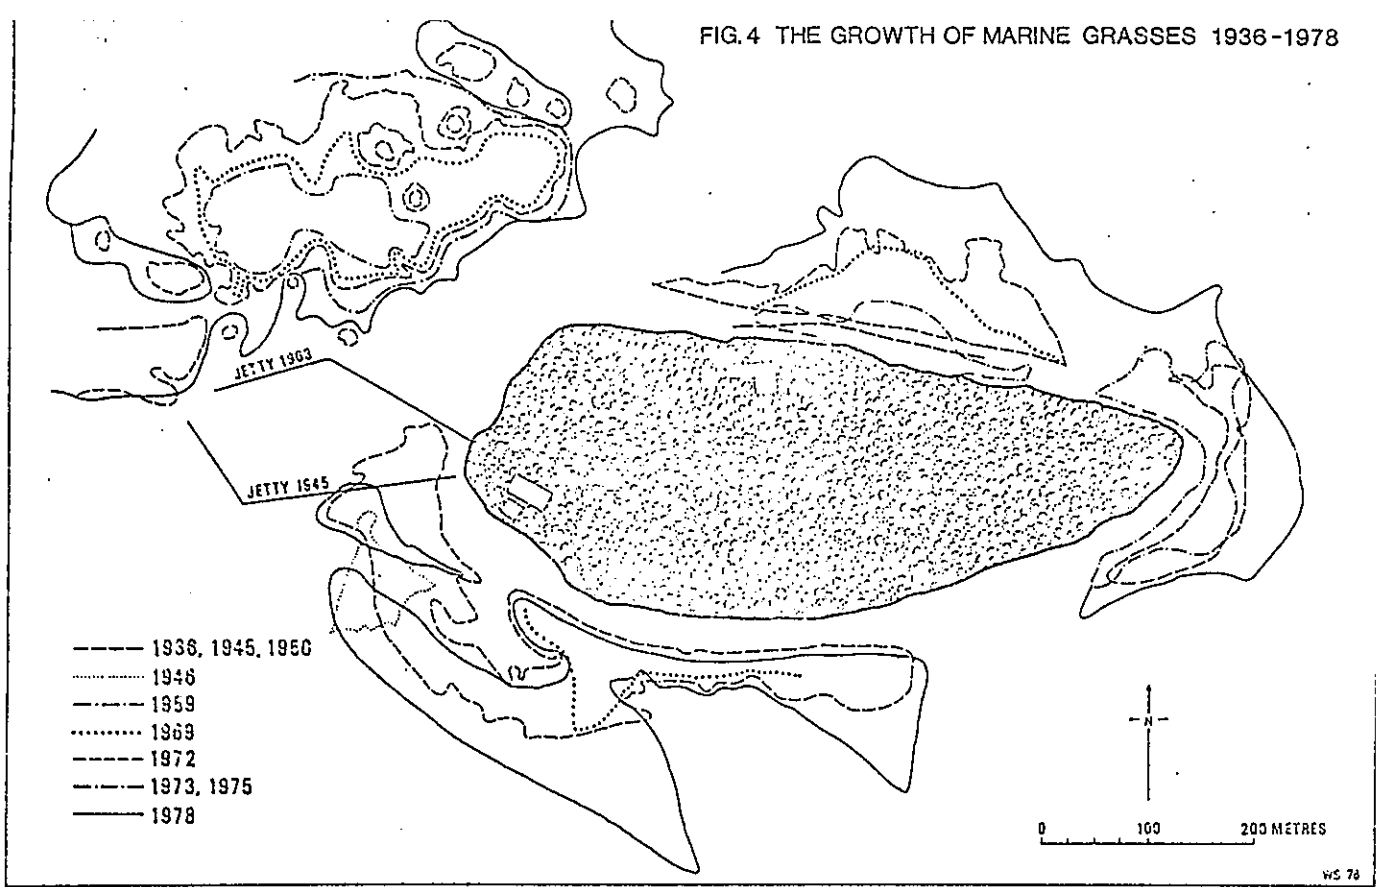 FIG. 4 THE GROWTH OF MARINE GRASSES 1936-1978
JETTY 1903
JETTY 1945
1936, 1945, 1950
1946
1959
1969
1972
1973, 1975
1978
N
0 100 200 METRES
WS 78